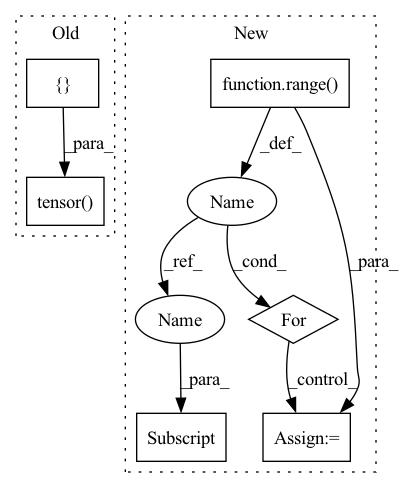 Old
New
{}
function.range()
_para_
_def_
tensor()
Name
_ref_
_cond_
_para_
Name
For
_para_
_control_
Subscript
Assign:=